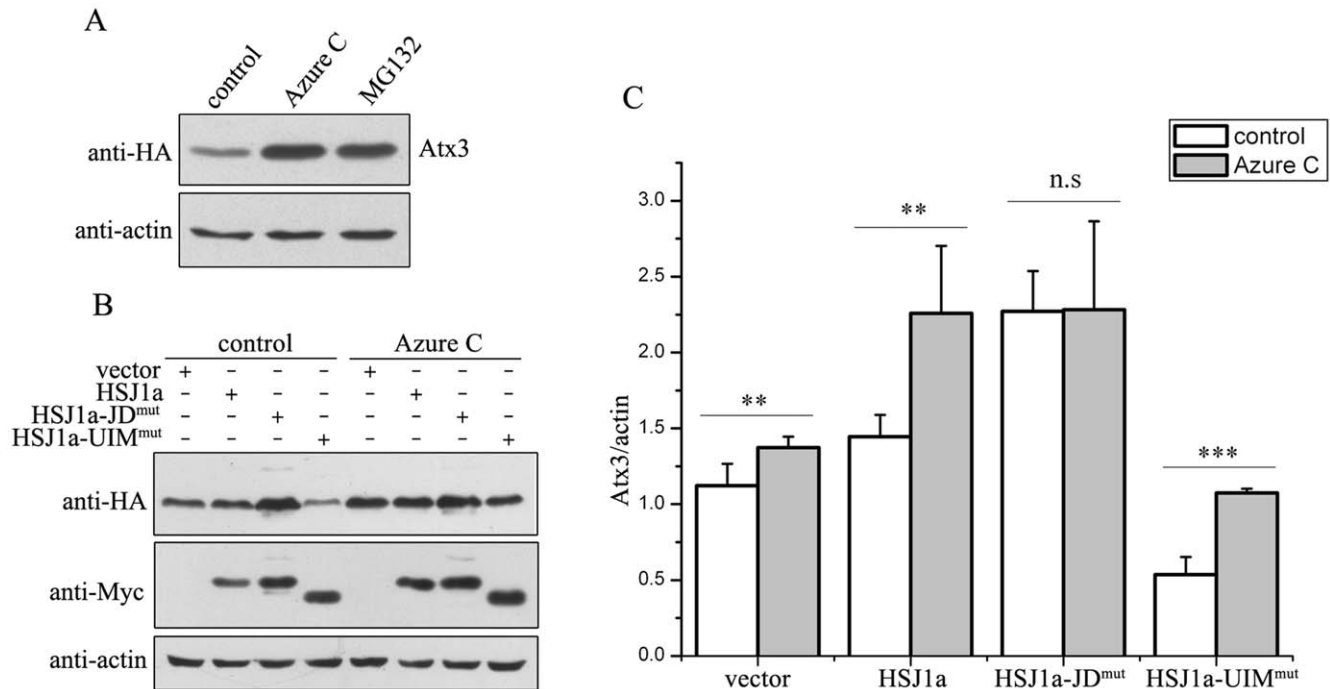 A
control Azure C MG132
anti-HA Atx3
anti-actin
B
control Azure C
vector + - - - + - - -
HSJ1a - + - - - + - -
HSJ1a-JDmut - - + - - - + -
HSJ1a-UIMmut - - - + - - - +
anti-HA
anti-Myc
anti-actin
C
control
Azure C
n.s
**
**
***
3.0
2.5
2.0
1.5
1.0
0.5
0.0
Atx3/actin
vector HSJ1a HSJ1a-JDmut HSJ1a-UIMmut